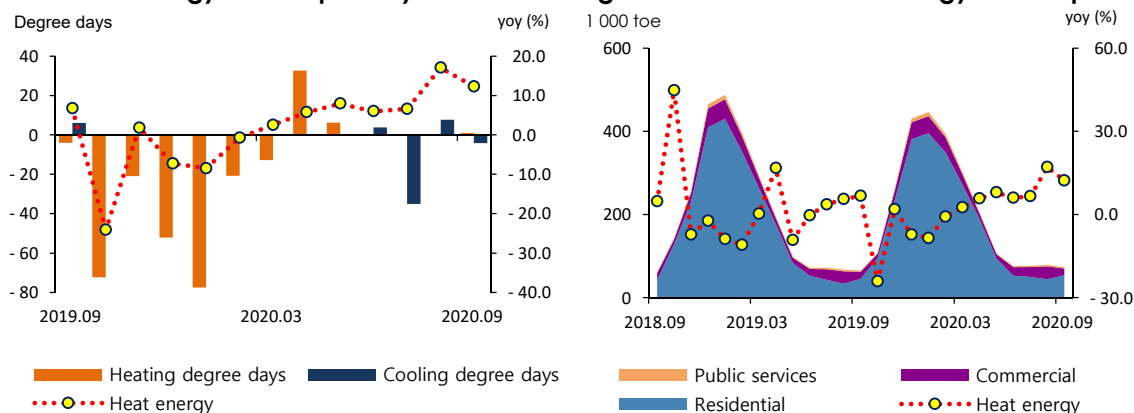 Degree days
yoy (%)
40
20
0
- 20
- 40
- 60
- 80
20.0
10.0
0.0
- 10.0
- 20.0
- 30.0
- 40.0
2019.09
2020.03
2020.09
Heating degree days
Cooling degree days
Heat energy
1 000 toe
yoy (%)
600
400
200
0
60.0
30.0
0.0
- 30.0
2018.09
2019.03
2019.09
2020.03
2020.09
Public services
Commercial
Residential
Heat energy